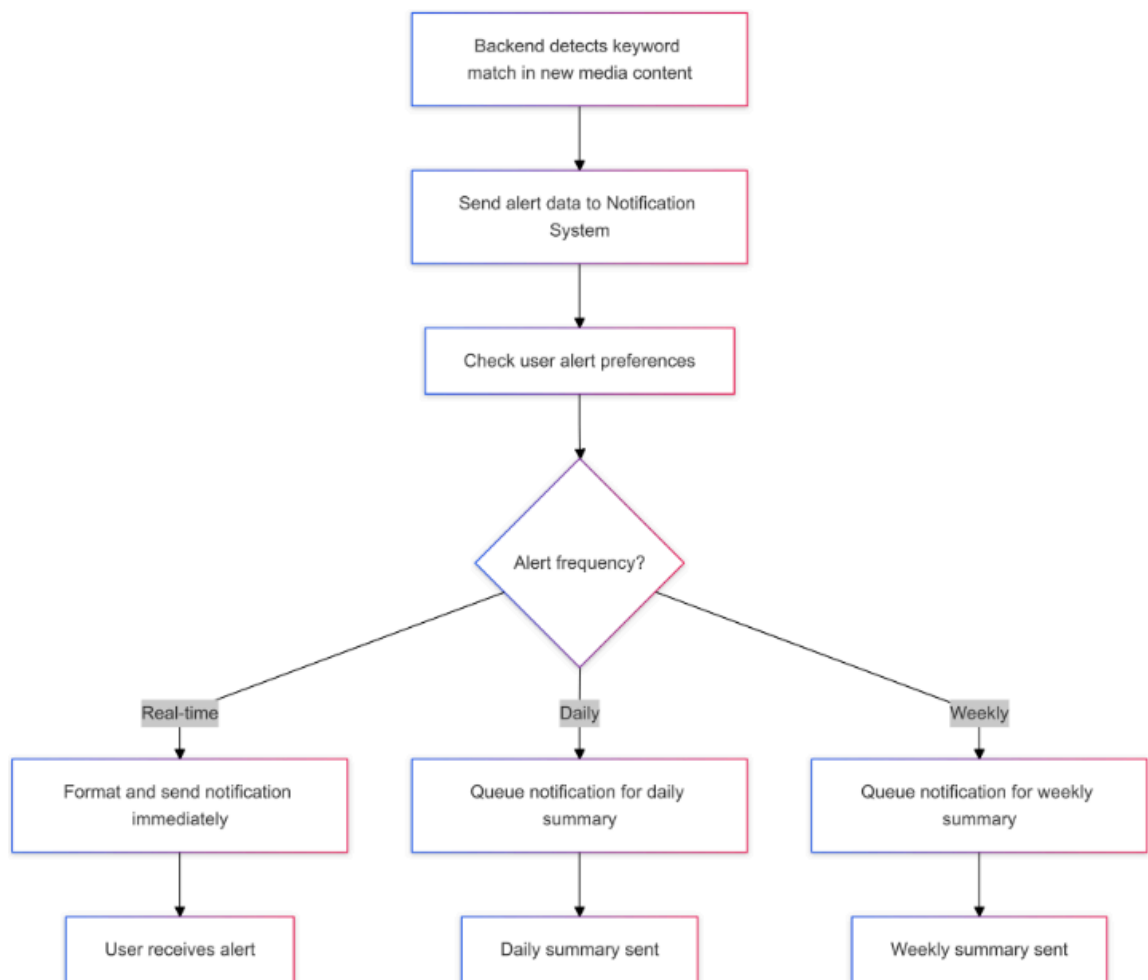 Backend detects keyword
match in new media content
Send alert data to Notification
System
Check user alert preferences
Alert frequency?
Real-time
Daily
Weekly
Format and send notification
immediately
Queue notification for daily
summary
Queue notification for weekly
summary
User receives alert
Daily summary sent
Weekly summary sent